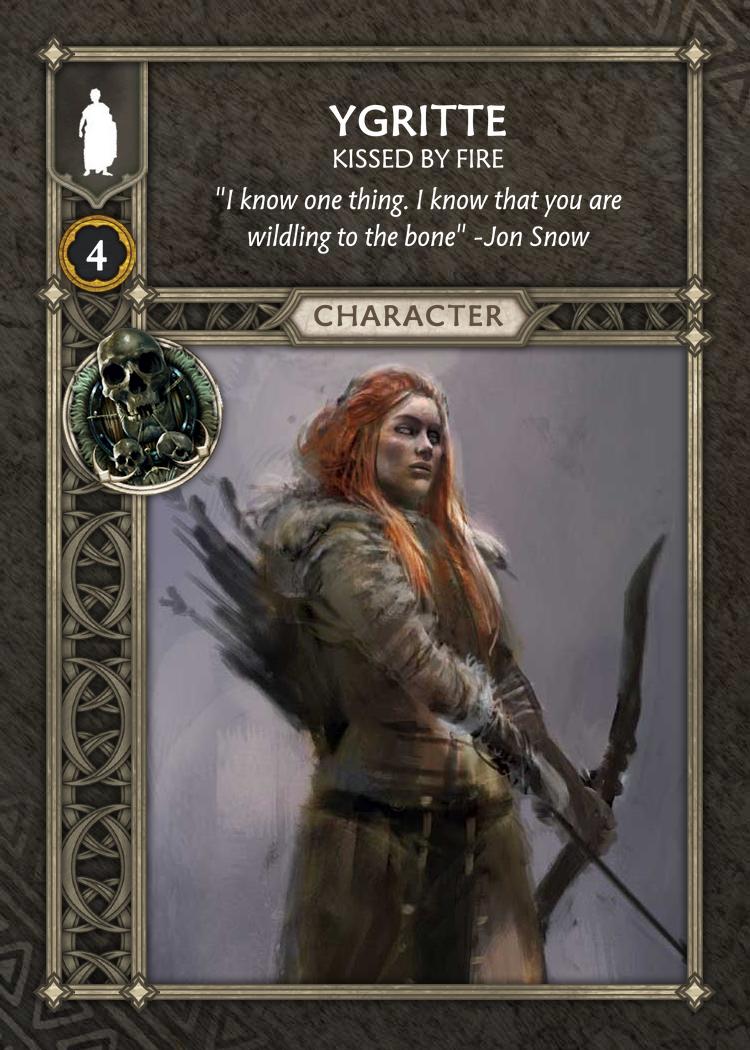 YGRITTE
KISSED BY FIRE
"I know one thing. I know that you are
wildling to the bone" -Jon Snow
4
CHARACTER